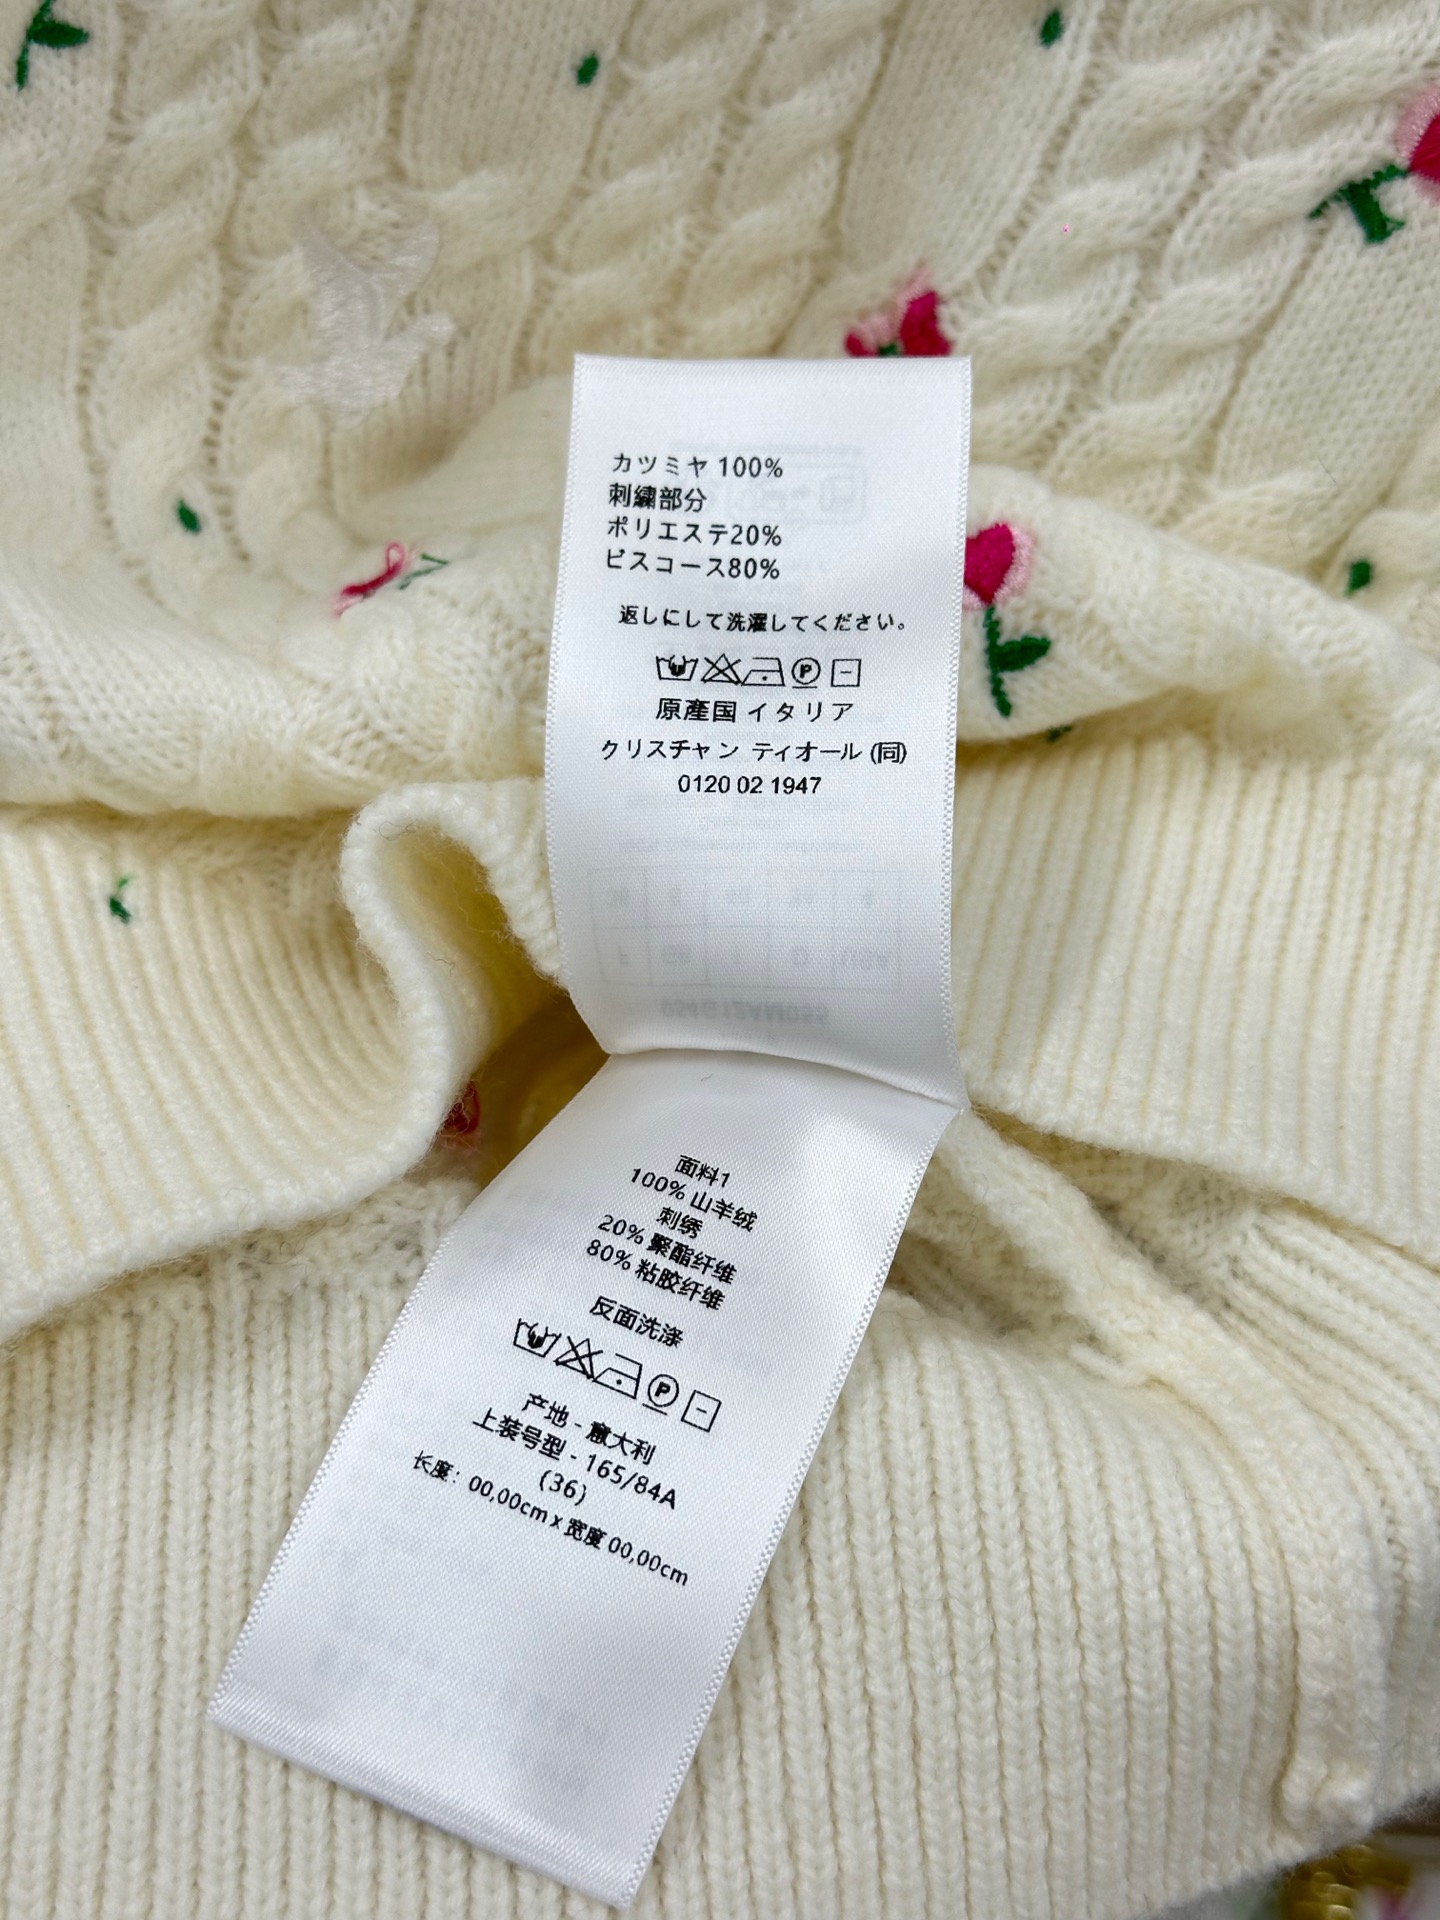 カツミヤ 100%
刺繍部分
ポリエステ20%
ビスコース80%
返しにして洗濯してください。
P
原產国 イタリア
クリスチャン ティオール (同)
0120 02 1947
面料1
100% 山羊绒
刺绣
20% 聚酯纤维
80% 粘胶纤维
反面洗涤
P
产地 - 意大利
上装号型 - 165/84A
(36)
长度: 00,00cm x 宽度 00,00cm